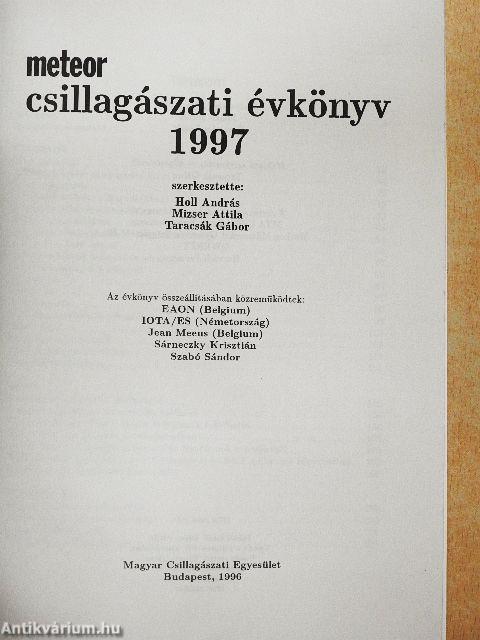 meteor
csillagászati évkönyv
1997
szerkesztette:
Holl András
Mizser Attila
Taracsák Gábor
Az évkönyv összeállításában közreműködtek:
EAON (Belgium)
IOTA/ES (Németország)
Jean Meeus (Belgium)
Sárneczky Krisztián
Szabó Sándor
Magyar Csillagászati Egyesület
Budapest, 1996
Antikvárium.hu